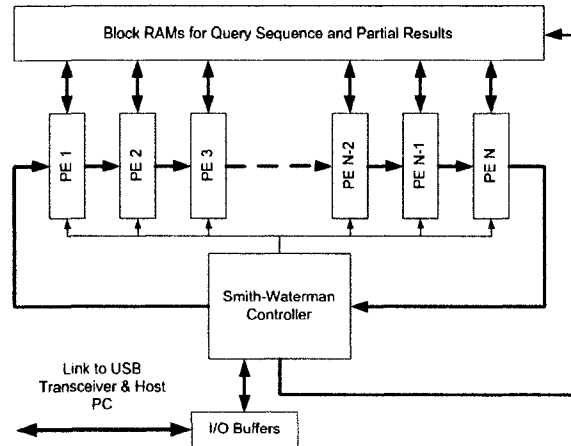 Block RAMs for Query Sequence and Partial Results
PE 1
PE 2
PE 3
PE N-2
PE N-1
PE N
Smith-Waterman
Controller
Link to USB
Transceiver & Host
PC
I/O Buffers